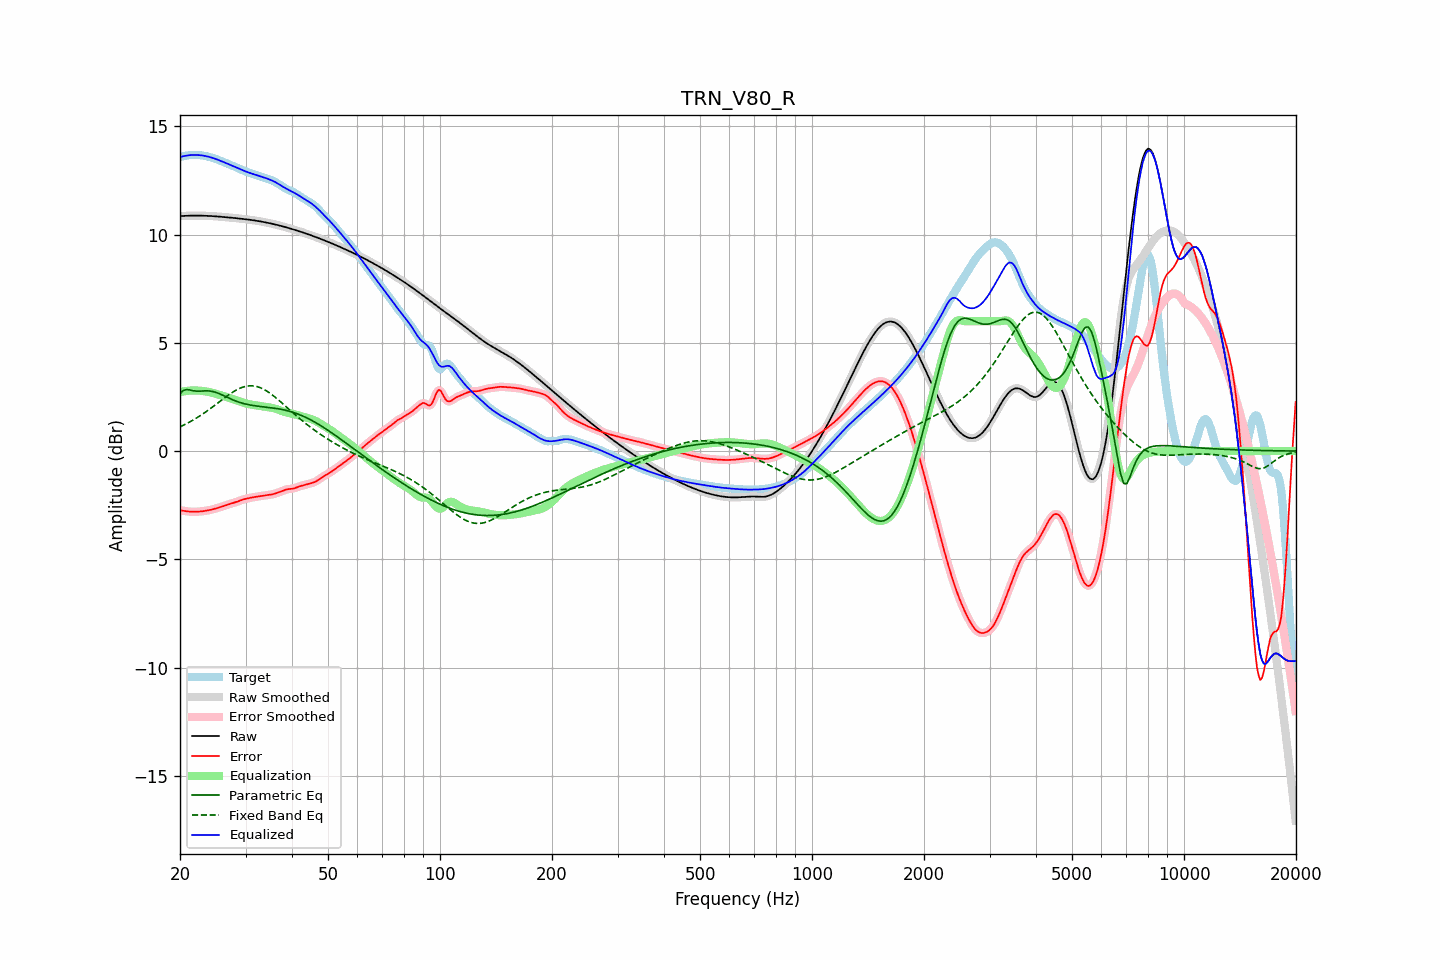 TRN_V80_R
15
10
5
0
−5
−10
−15
Amplitude (dBr)
Target
Raw Smoothed
Error Smoothed
Raw
Error
Equalization
Parametric Eq
Fixed Band Eq
Equalized
20 50 100 200 500 1000 2000 5000 10000 20000
Frequency (Hz)